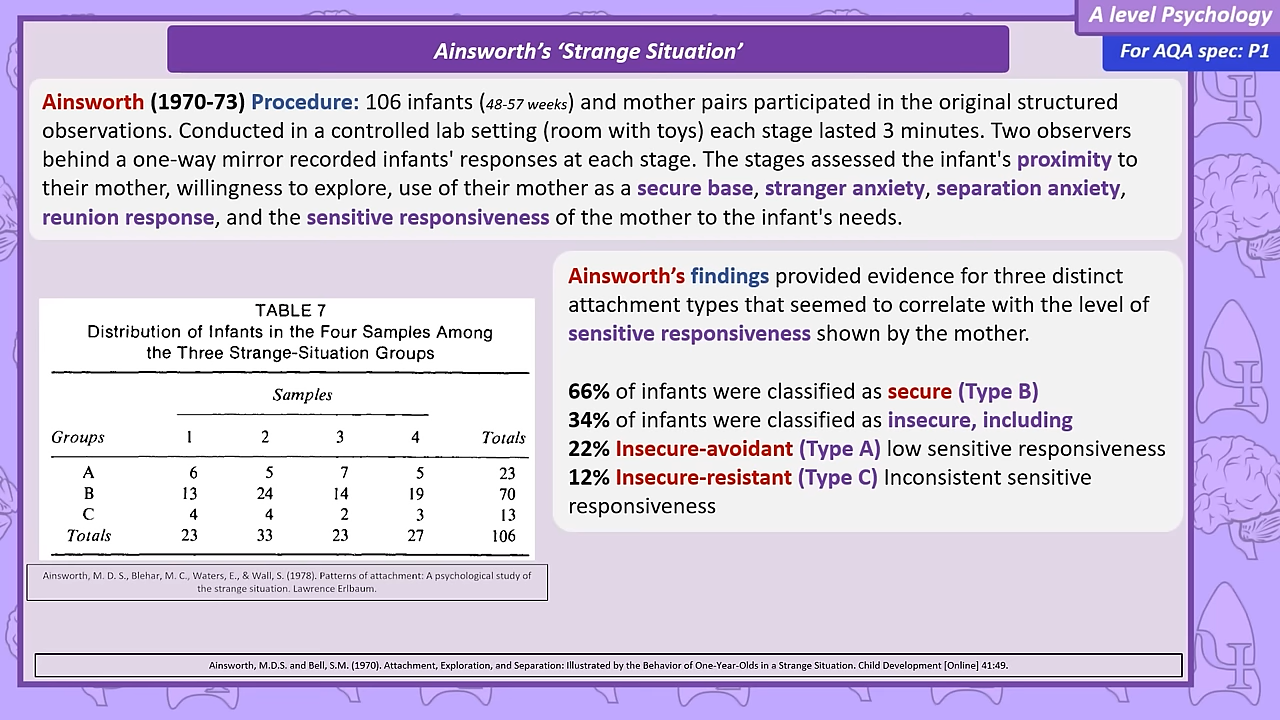 A level Psychology
Ainsworth's 'Strange Situation'
For AQA spec: P1
Ainsworth (1970-73) Procedure: 106 infants (48-57 weeks) and mother pairs participated in the original structured
observations. Conducted in a controlled lab setting (room with toys) each stage lasted 3 minutes. Two observers
behind a one-way mirror recorded infants' responses at each stage. The stages assessed the infant's proximity to
their mother, willingness to explore, use of their mother as a secure base, stranger anxiety, separation anxiety,
reunion response, and the sensitive responsiveness of the mother to the infant's needs.
TABLE 7
Distribution of Infants in the Four Samples Among
the Three Strange-Situation Groups
Samples
Groups 1 2 3 4 Totals
A 6 5 7 5 23
B 13 24 14 19 70
C 4 4 2 3 13
Totals 23 33 23 27 106
Ainsworth, M. D. S., Blehar, M. C., Waters, E., & Wall, S. (1978). Patterns of attachment: A psychological study of
the strange situation. Lawrence Erlbaum.
Ainsworth's findings provided evidence for three distinct
attachment types that seemed to correlate with the level of
sensitive responsiveness shown by the mother.
66% of infants were classified as secure (Type B)
34% of infants were classified as insecure, including
22% Insecure-avoidant (Type A) low sensitive responsiveness
12% Insecure-resistant (Type C) Inconsistent sensitive
responsiveness
Ainsworth, M.D.S. and Bell, S.M. (1970). Attachment, Exploration, and Separation: Illustrated by the Behavior of One-Year-Olds in a Strange Situation. Child Development [Online] 41:49.